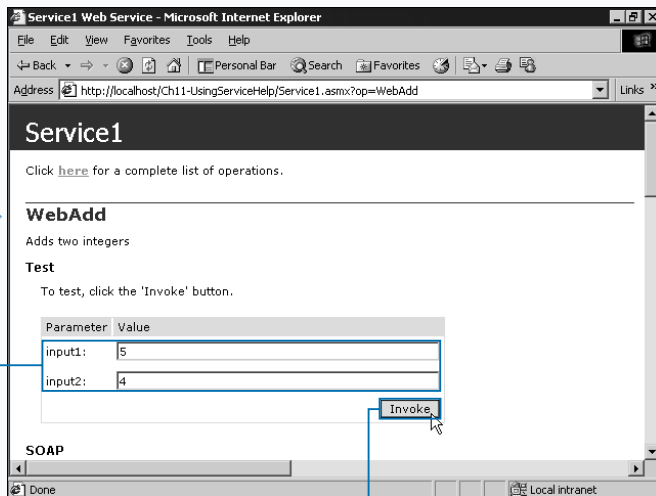 Service1 Web Service - Microsoft Internet Explorer
File Edit View Favorites Tools Help
Back Personal Bar Search Favorites
Address http://localhost/Ch11-UsingServiceHelp/Service1.asmx?op=WebAdd Links »
Service1
Click here for a complete list of operations.
WebAdd
Adds two integers
Test
To test, click the 'Invoke' button.
Parameter Value
input1: 5
input2: 4
Invoke
SOAP
Done Local intranet